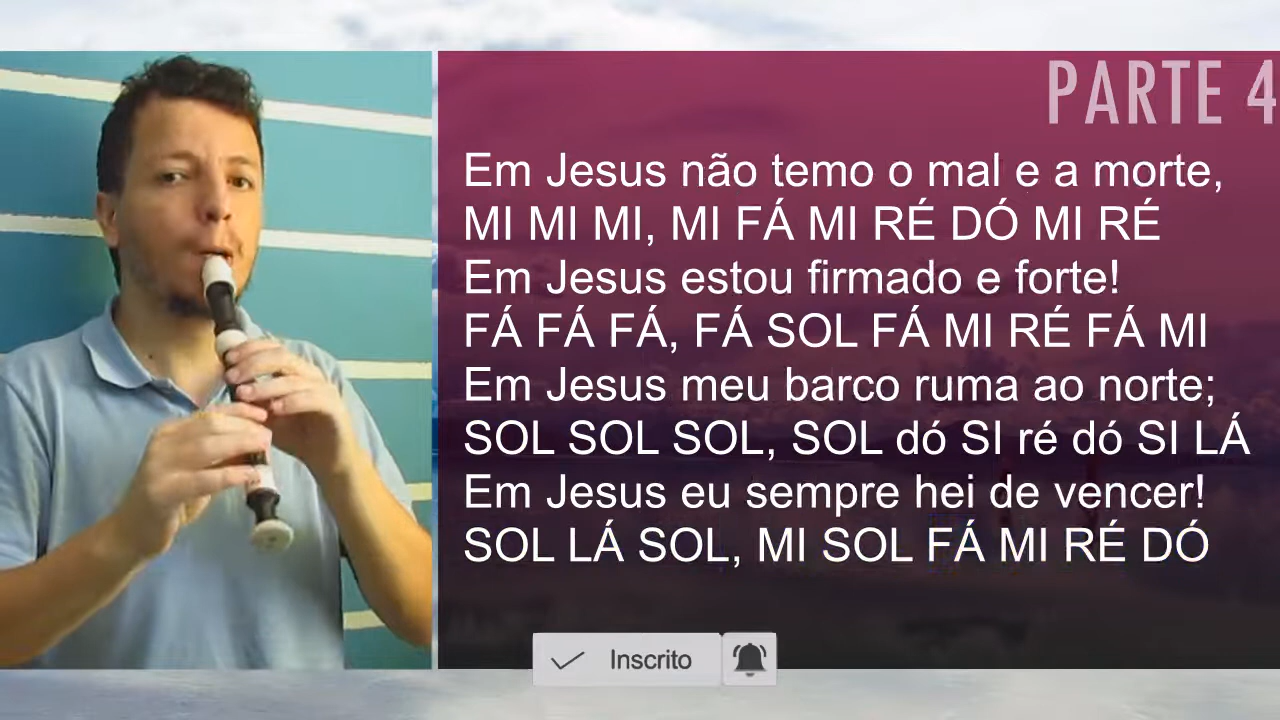 PARTE 4
Em Jesus não temo o mal e a morte,
MI MI MI, MI FÁ MI RÉ DÓ MI RÉ
Em Jesus estou firmado e forte!
FÁ FÁ FÁ, FÁ SOL FÁ MI RÉ FÁ MI
Em Jesus meu barco ruma ao norte;
SOL SOL SOL, SOL dó SI ré dó SI LÁ
Em Jesus eu sempre hei de vencer!
SOL LÁ SOL, MI SOL FÁ MI RÉ DÓ
Inscrito